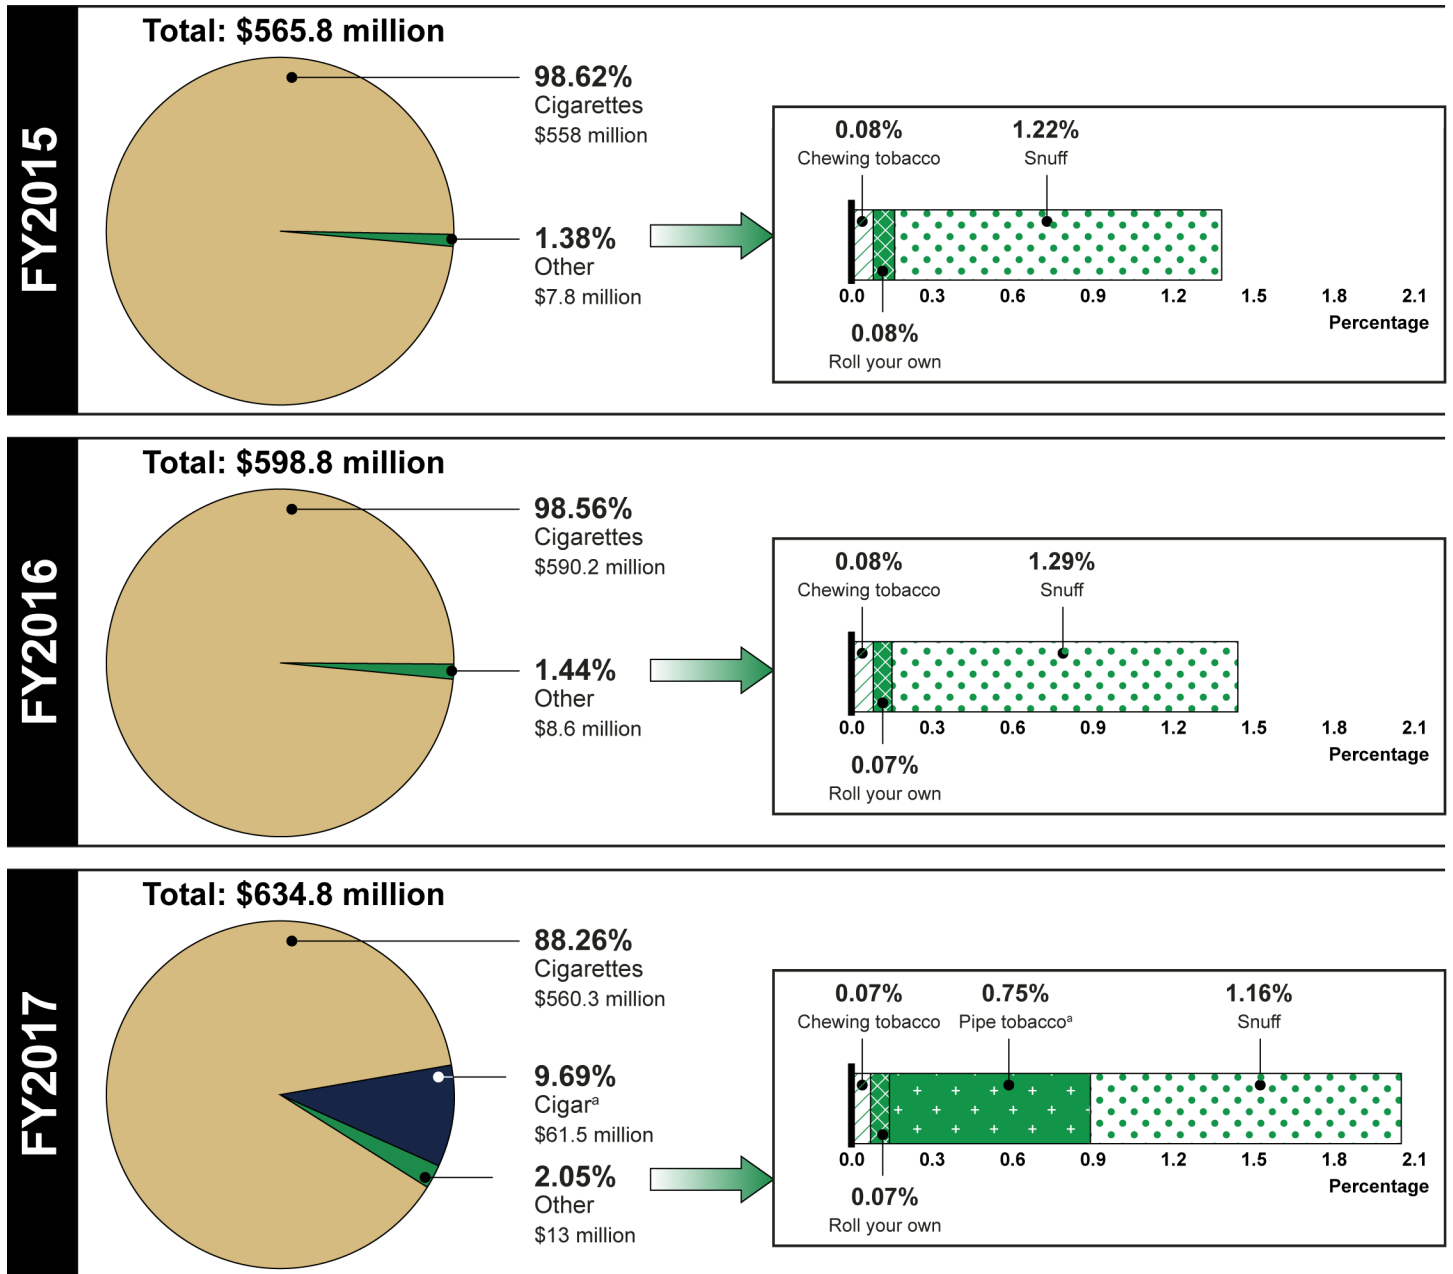 FY2015
Total: $565.8 million
98.62%
Cigarettes
$558 million
1.38%
Other
$7.8 million
0.08%
Chewing tobacco
1.22%
Snuff
0.0 0.3 0.6 0.9 1.2 1.5 1.8 2.1
Percentage
0.08%
Roll your own
FY2016
Total: $598.8 million
98.56%
Cigarettes
$590.2 million
1.44%
Other
$8.6 million
0.08%
Chewing tobacco
1.29%
Snuff
0.0 0.3 0.6 0.9 1.2 1.5 1.8 2.1
Percentage
0.07%
Roll your own
FY2017
Total: $634.8 million
88.26%
Cigarettes
$560.3 million
9.69%
Cigarᵃ
$61.5 million
2.05%
Other
$13 million
0.07%
Chewing tobacco
0.75%
Pipe tobaccoᵃ
1.16%
Snuff
0.0 0.3 0.6 0.9 1.2 1.5 1.8 2.1
Percentage
0.07%
Roll your own